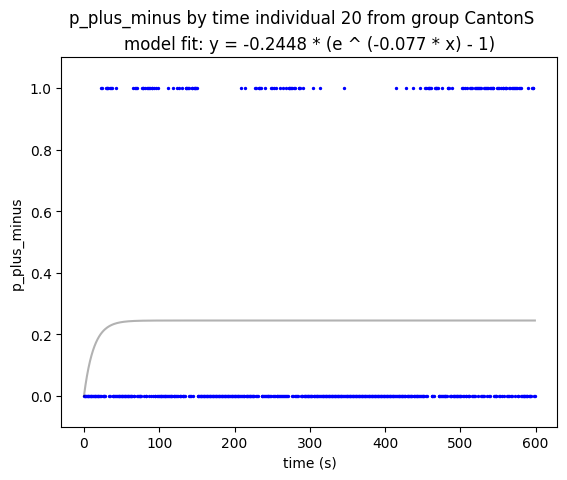 p_plus_minus by time individual 20 from group CantonS
model fit: y = -0.2448 * (e ^ (-0.077 * x) - 1)
1.0
0.8
0.6
0.4
0.2
0.0
p_plus_minus
0 100 200 300 400 500 600
time (s)